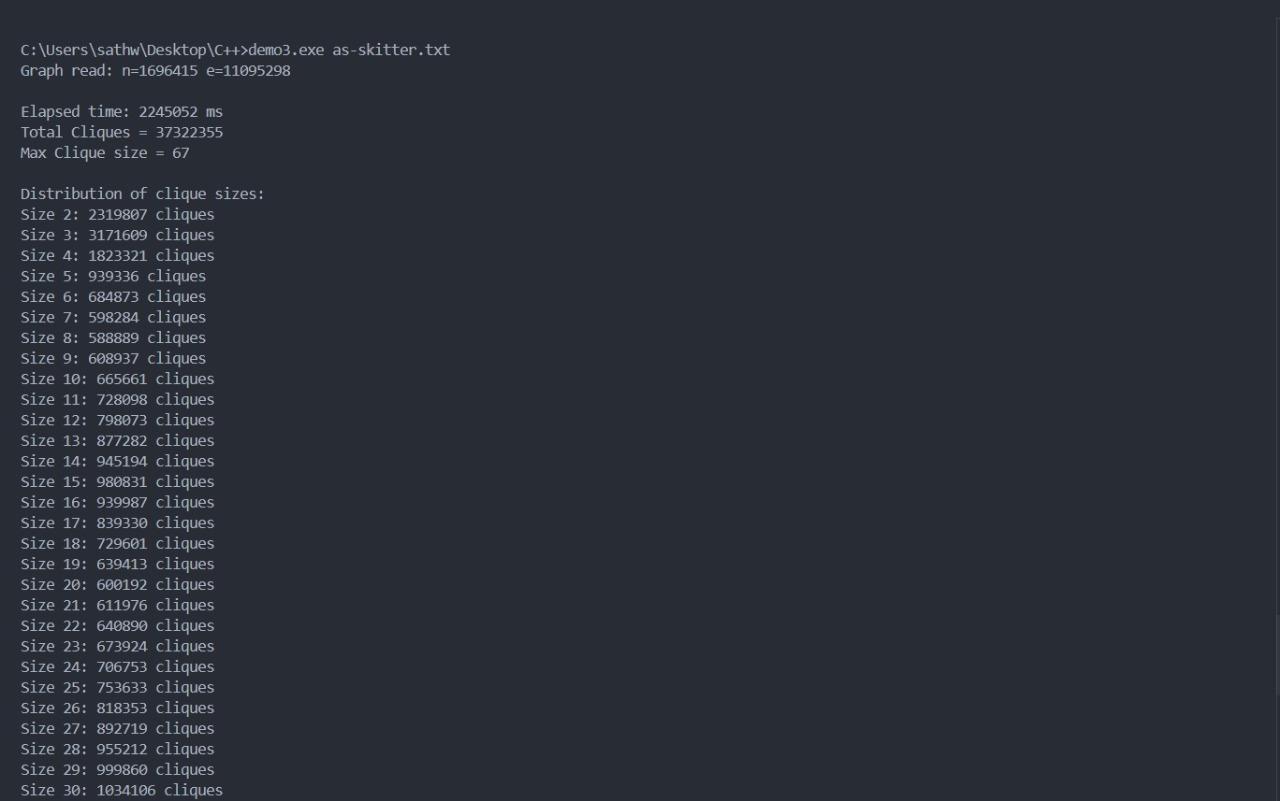 C:\Users\sathw\Desktop\C++>demo3.exe as-skitter.txt
Graph read: n=1696415 e=11095298
Elapsed time: 2245052 ms
Total Cliques = 37322355
Max Clique size = 67
Distribution of clique sizes:
Size 2: 2319807 cliques
Size 3: 3171609 cliques
Size 4: 1823321 cliques
Size 5: 939336 cliques
Size 6: 684873 cliques
Size 7: 598284 cliques
Size 8: 588889 cliques
Size 9: 608937 cliques
Size 10: 665661 cliques
Size 11: 728098 cliques
Size 12: 798073 cliques
Size 13: 877282 cliques
Size 14: 945194 cliques
Size 15: 980831 cliques
Size 16: 939987 cliques
Size 17: 839330 cliques
Size 18: 729601 cliques
Size 19: 639413 cliques
Size 20: 600192 cliques
Size 21: 611976 cliques
Size 22: 640890 cliques
Size 23: 673924 cliques
Size 24: 706753 cliques
Size 25: 753633 cliques
Size 26: 818353 cliques
Size 27: 892719 cliques
Size 28: 955212 cliques
Size 29: 999860 cliques
Size 30: 1034106 cliques